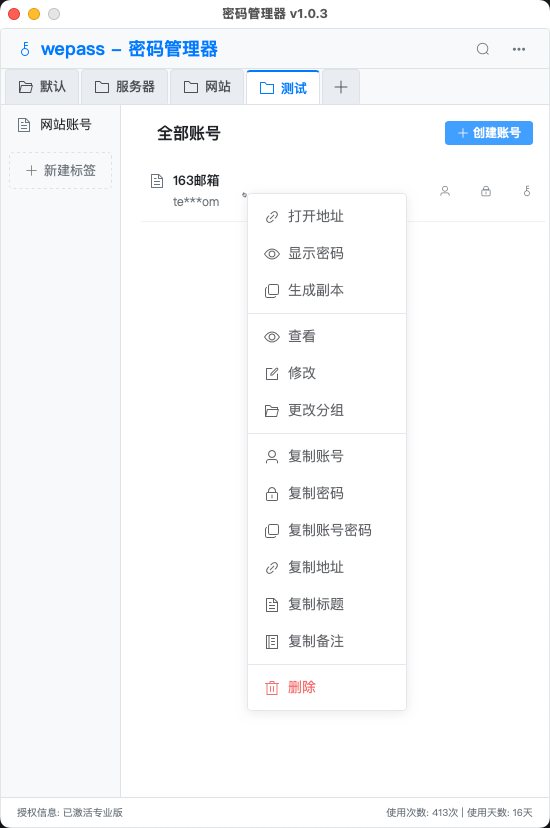 密码管理器 v1.0.3
wepass – 密码管理器
默认 服务器 网站 测试
网站账号
新建标签
全部账号
创建账号
163邮箱
te***om
打开地址
显示密码
生成副本
查看
修改
更改分组
复制账号
复制密码
复制账号密码
复制地址
复制标题
复制备注
删除
授权信息: 已激活专业版
使用次数: 413次 | 使用天数: 16天